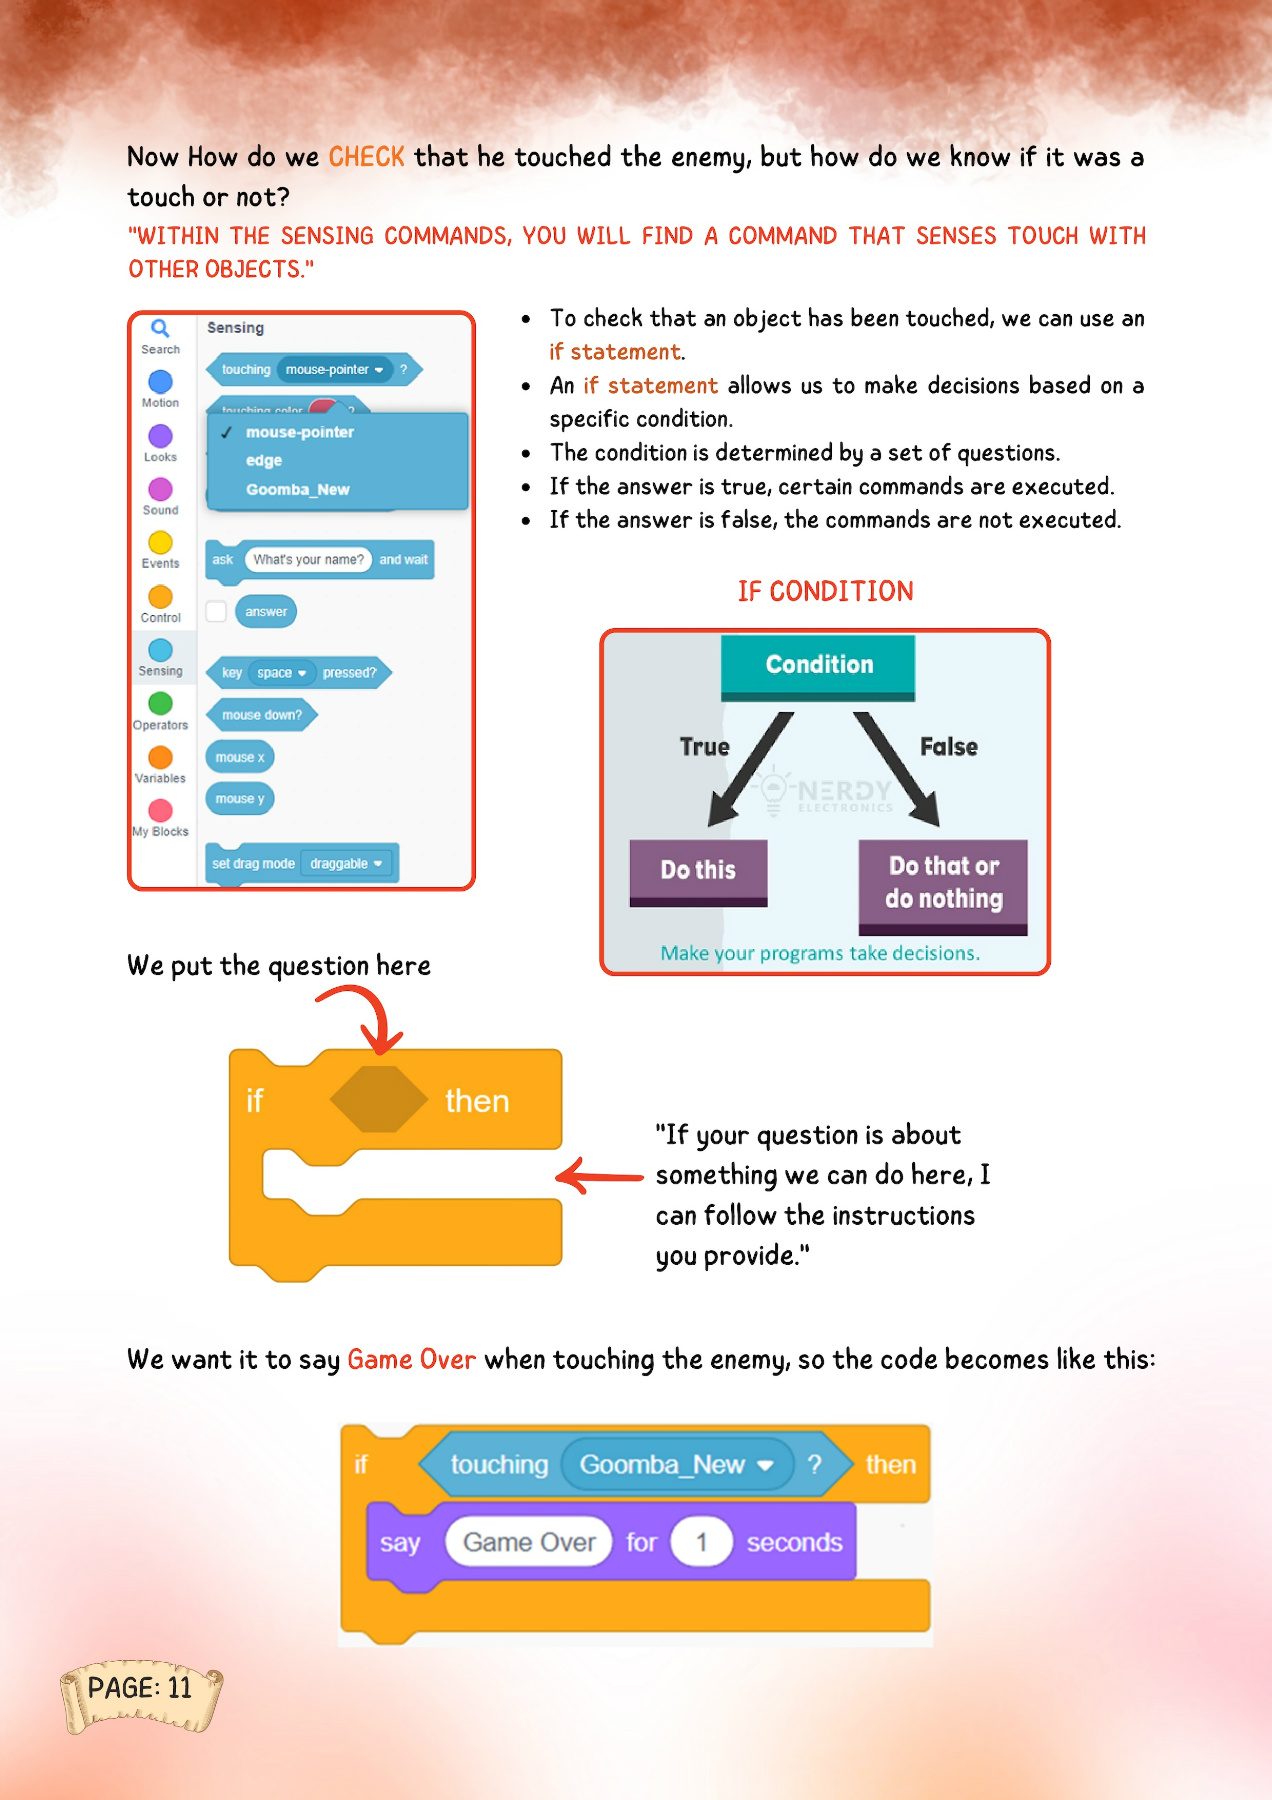 Now How do we CHECK that he touched the enemy, but how do we know if it was a
touch or not?
"WITHIN THE SENSING COMMANDS, YOU WILL FIND A COMMAND THAT SENSES TOUCH WITH
OTHER OBJECTS."
Search
Motion
Looks
Sound
Events
Control
Sensing
Operators
Variables
My Blocks
Sensing
touching mouse-pointer ?
touching color ?
✓ mouse-pointer
edge
Goomba_New
ask What's your name? and wait
answer
key space pressed?
mouse down?
mouse x
mouse y
set drag mode draggable
• To check that an object has been touched, we can use an
if statement.
• An if statement allows us to make decisions based on a
specific condition.
• The condition is determined by a set of questions.
• If the answer is true, certain commands are executed.
• If the answer is false, the commands are not executed.
IF CONDITION
Condition
True
False
NERDY
ELECTRONICS
Do this
Do that or
do nothing
Make your programs take decisions.
We put the question here
if then
"If your question is about
something we can do here, I
can follow the instructions
you provide."
We want it to say Game Over when touching the enemy, so the code becomes like this:
if touching Goomba_New ? then
say Game Over for 1 seconds
PAGE: 11